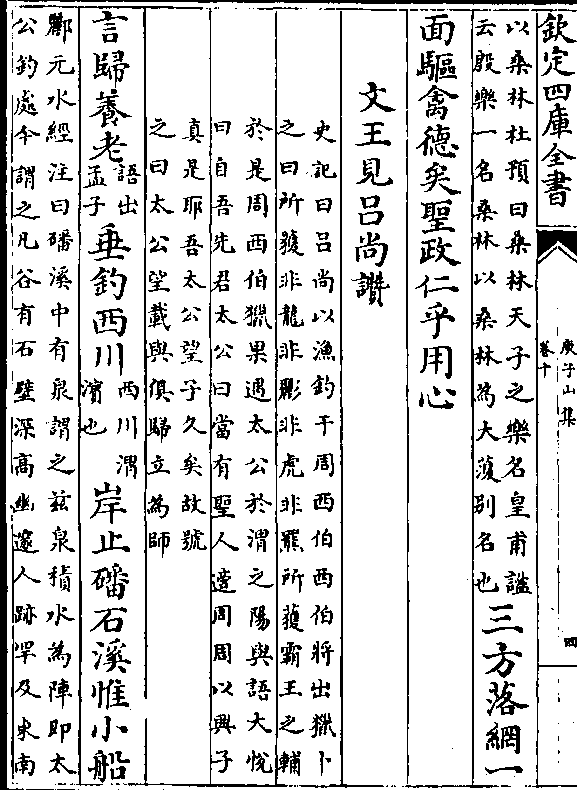 欽定四庫全書
庾子山集
卷十
四
以桑林杜預曰桑林天子之樂名皇甫謐
云殷樂一名桑林以桑林為大濩别名也
三方落網一
面驅禽德矣聖政仁乎用心
文王見吕尚讚
史記曰吕尚以漁釣于周西伯西伯將出獵卜
之曰所獲非龍非彲非虎非羆所獲霸王之輔
於是周西伯獵果遇太公於渭之陽與語大悦
曰自吾先君太公曰當有聖人適周周以興子
真是耶吾太公望子久矣故號
之曰太公望載與俱歸立為師
言歸養老
語出
孟子
垂釣西川
西川渭
濵也
岸止磻石溪惟小船
酈元水經注曰磻溪中有泉謂之兹泉積水為陣即太
公釣處今謂之凡谷有石壁深高幽邃人跡罕及東南